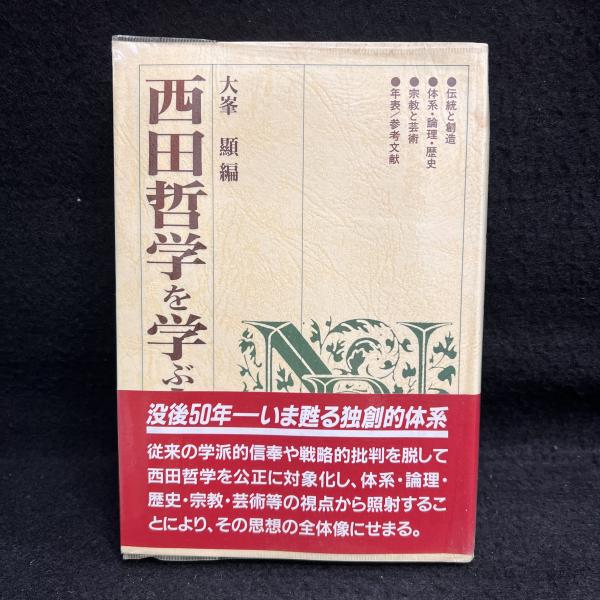 ●伝統と創造
●体系・論理・歴史
●宗教と芸術
●年表／参考文献
大峯 顯編
西田哲学を学ぶ
没後50年―いま甦る独創的体系
従来の学派的信奉や戦略的批判を脱して
西田哲学を公正に対象化し、体系・論理・
歴史・宗教・芸術等の視点から照射するこ
とにより、その思想の全体像にせまる。